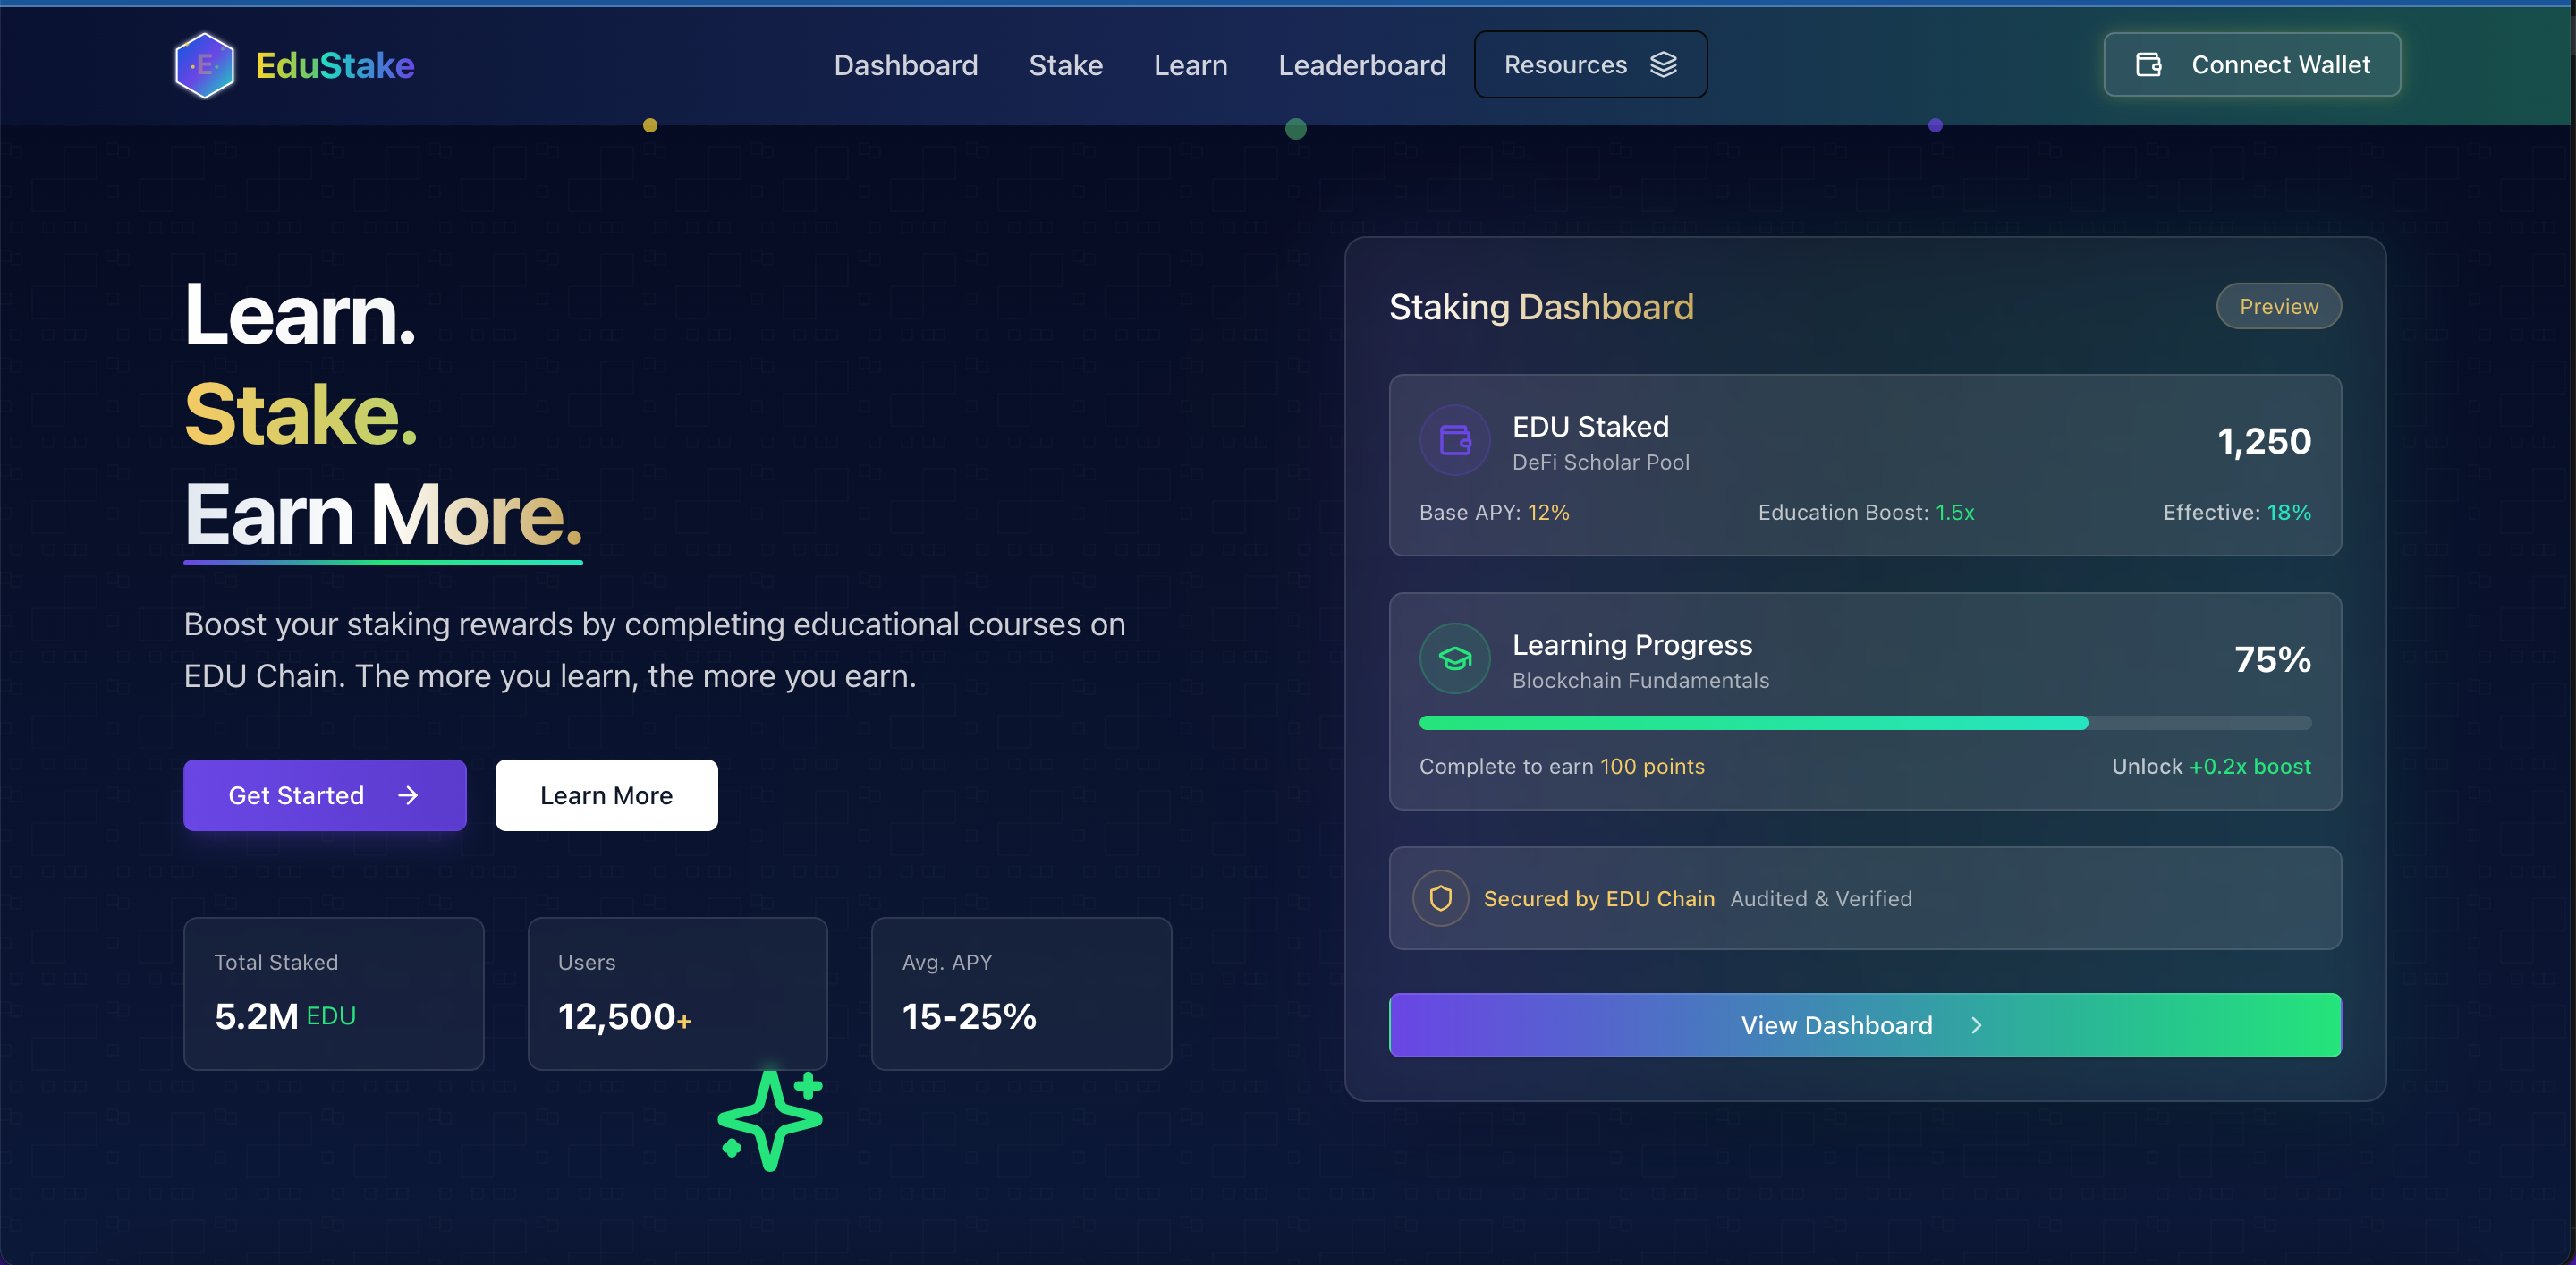 E
EduStake
Dashboard
Stake
Learn
Leaderboard
Resources
Connect Wallet
Learn.
Stake.
Earn More.
Boost your staking rewards by completing educational courses on
EDU Chain. The more you learn, the more you earn.
Get Started
Learn More
Total Staked
5.2M EDU
Users
12,500+
Avg. APY
15-25%
Staking Dashboard
Preview
EDU Staked
DeFi Scholar Pool
1,250
Base APY: 12%
Education Boost: 1.5x
Effective: 18%
Learning Progress
Blockchain Fundamentals
75%
Complete to earn 100 points
Unlock +0.2x boost
Secured by EDU Chain Audited & Verified
View Dashboard